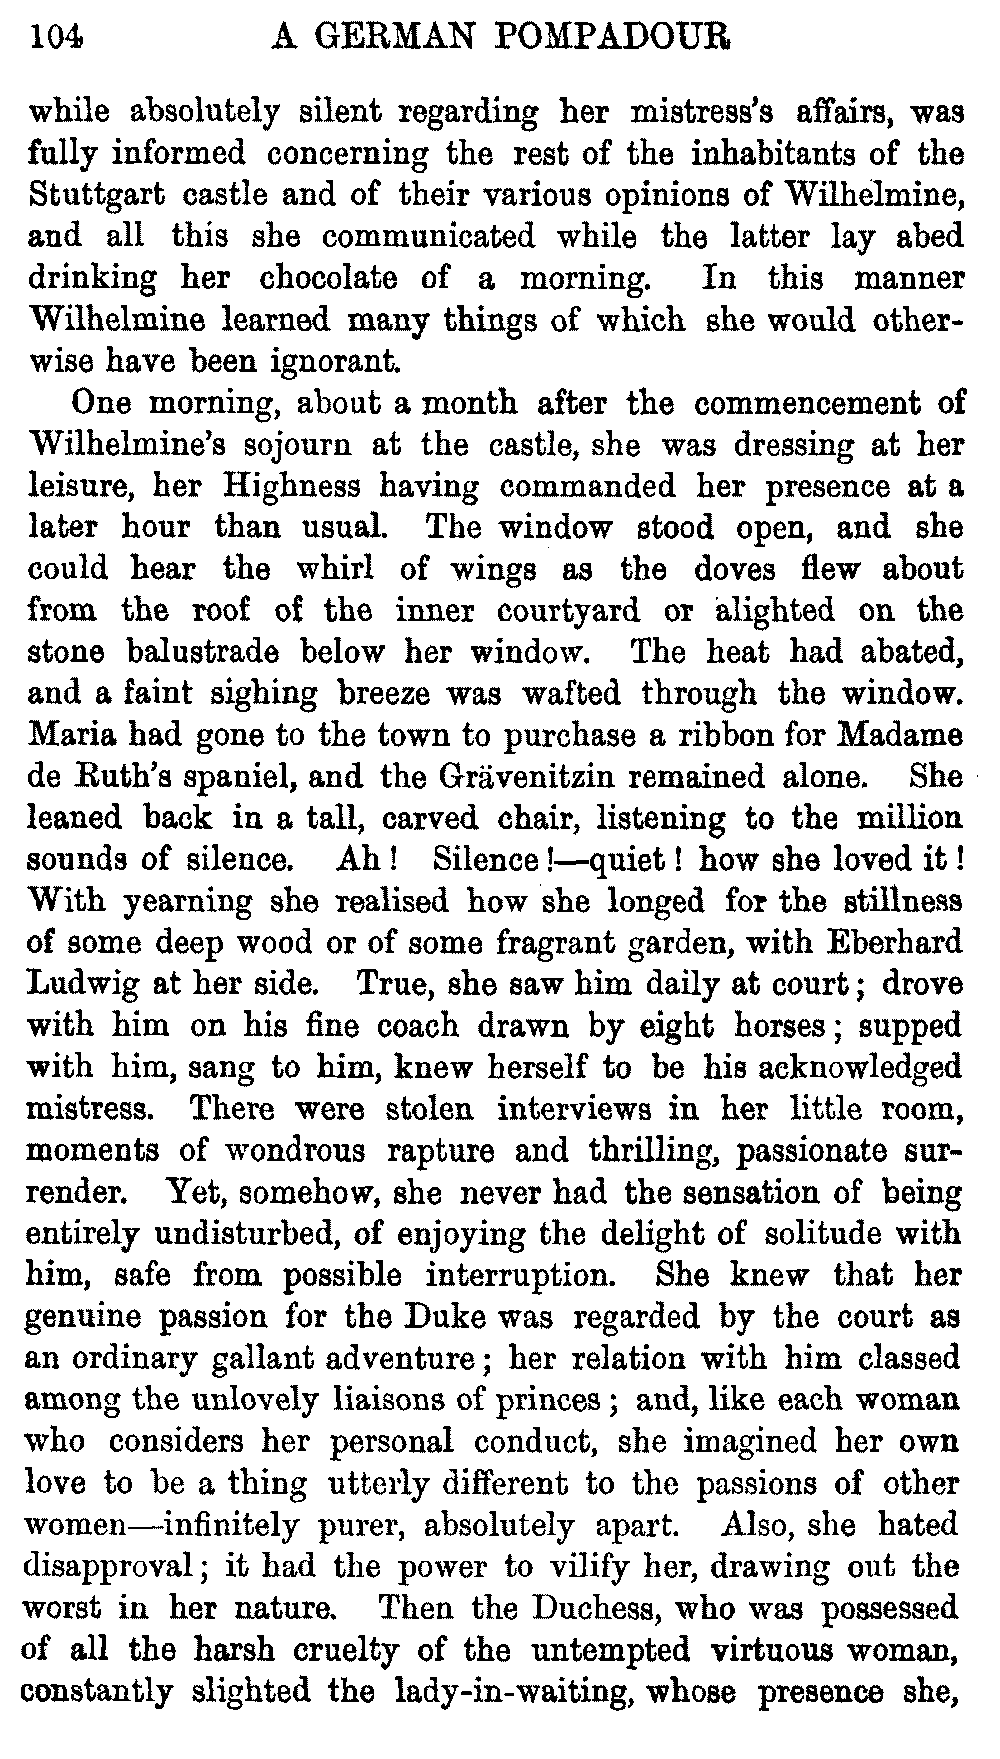 104 A GERMAN POMPADOUR
while absolutely silent regarding her mistress's affairs, was
fully informed concerning the rest of the inhabitants of the
Stuttgart castle and of their various opinions of Wilhelmine,
and all this she communicated while the latter lay abed
drinking her chocolate of a morning. In this manner
Wilhelmine learned many things of which she would other-
wise have been ignorant.
One morning, about a month after the commencement of
Wilhelmine's sojourn at the castle, she was dressing at her
leisure, her Highness having commanded her presence at a
later hour than usual. The window stood open, and she
could hear the whirl of wings as the doves flew about
from the roof of the inner courtyard or alighted on the
stone balustrade below her window. The heat had abated,
and a faint sighing breeze was wafted through the window.
Maria had gone to the town to purchase a ribbon for Madame
de Ruth's spaniel, and the Grävenitzin remained alone. She
leaned back in a tall, carved chair, listening to the million
sounds of silence. Ah! Silence!—quiet! how she loved it!
With yearning she realised how she longed for the stillness
of some deep wood or of some fragrant garden, with Eberhard
Ludwig at her side. True, she saw him daily at court; drove
with him on his fine coach drawn by eight horses; supped
with him, sang to him, knew herself to be his acknowledged
mistress. There were stolen interviews in her little room,
moments of wondrous rapture and thrilling, passionate sur-
render. Yet, somehow, she never had the sensation of being
entirely undisturbed, of enjoying the delight of solitude with
him, safe from possible interruption. She knew that her
genuine passion for the Duke was regarded by the court as
an ordinary gallant adventure; her relation with him classed
among the unlovely liaisons of princes; and, like each woman
who considers her personal conduct, she imagined her own
love to be a thing utterly different to the passions of other
women—infinitely purer, absolutely apart. Also, she hated
disapproval; it had the power to vilify her, drawing out the
worst in her nature. Then the Duchess, who was possessed
of all the harsh cruelty of the untempted virtuous woman,
constantly slighted the lady-in-waiting, whose presence she,